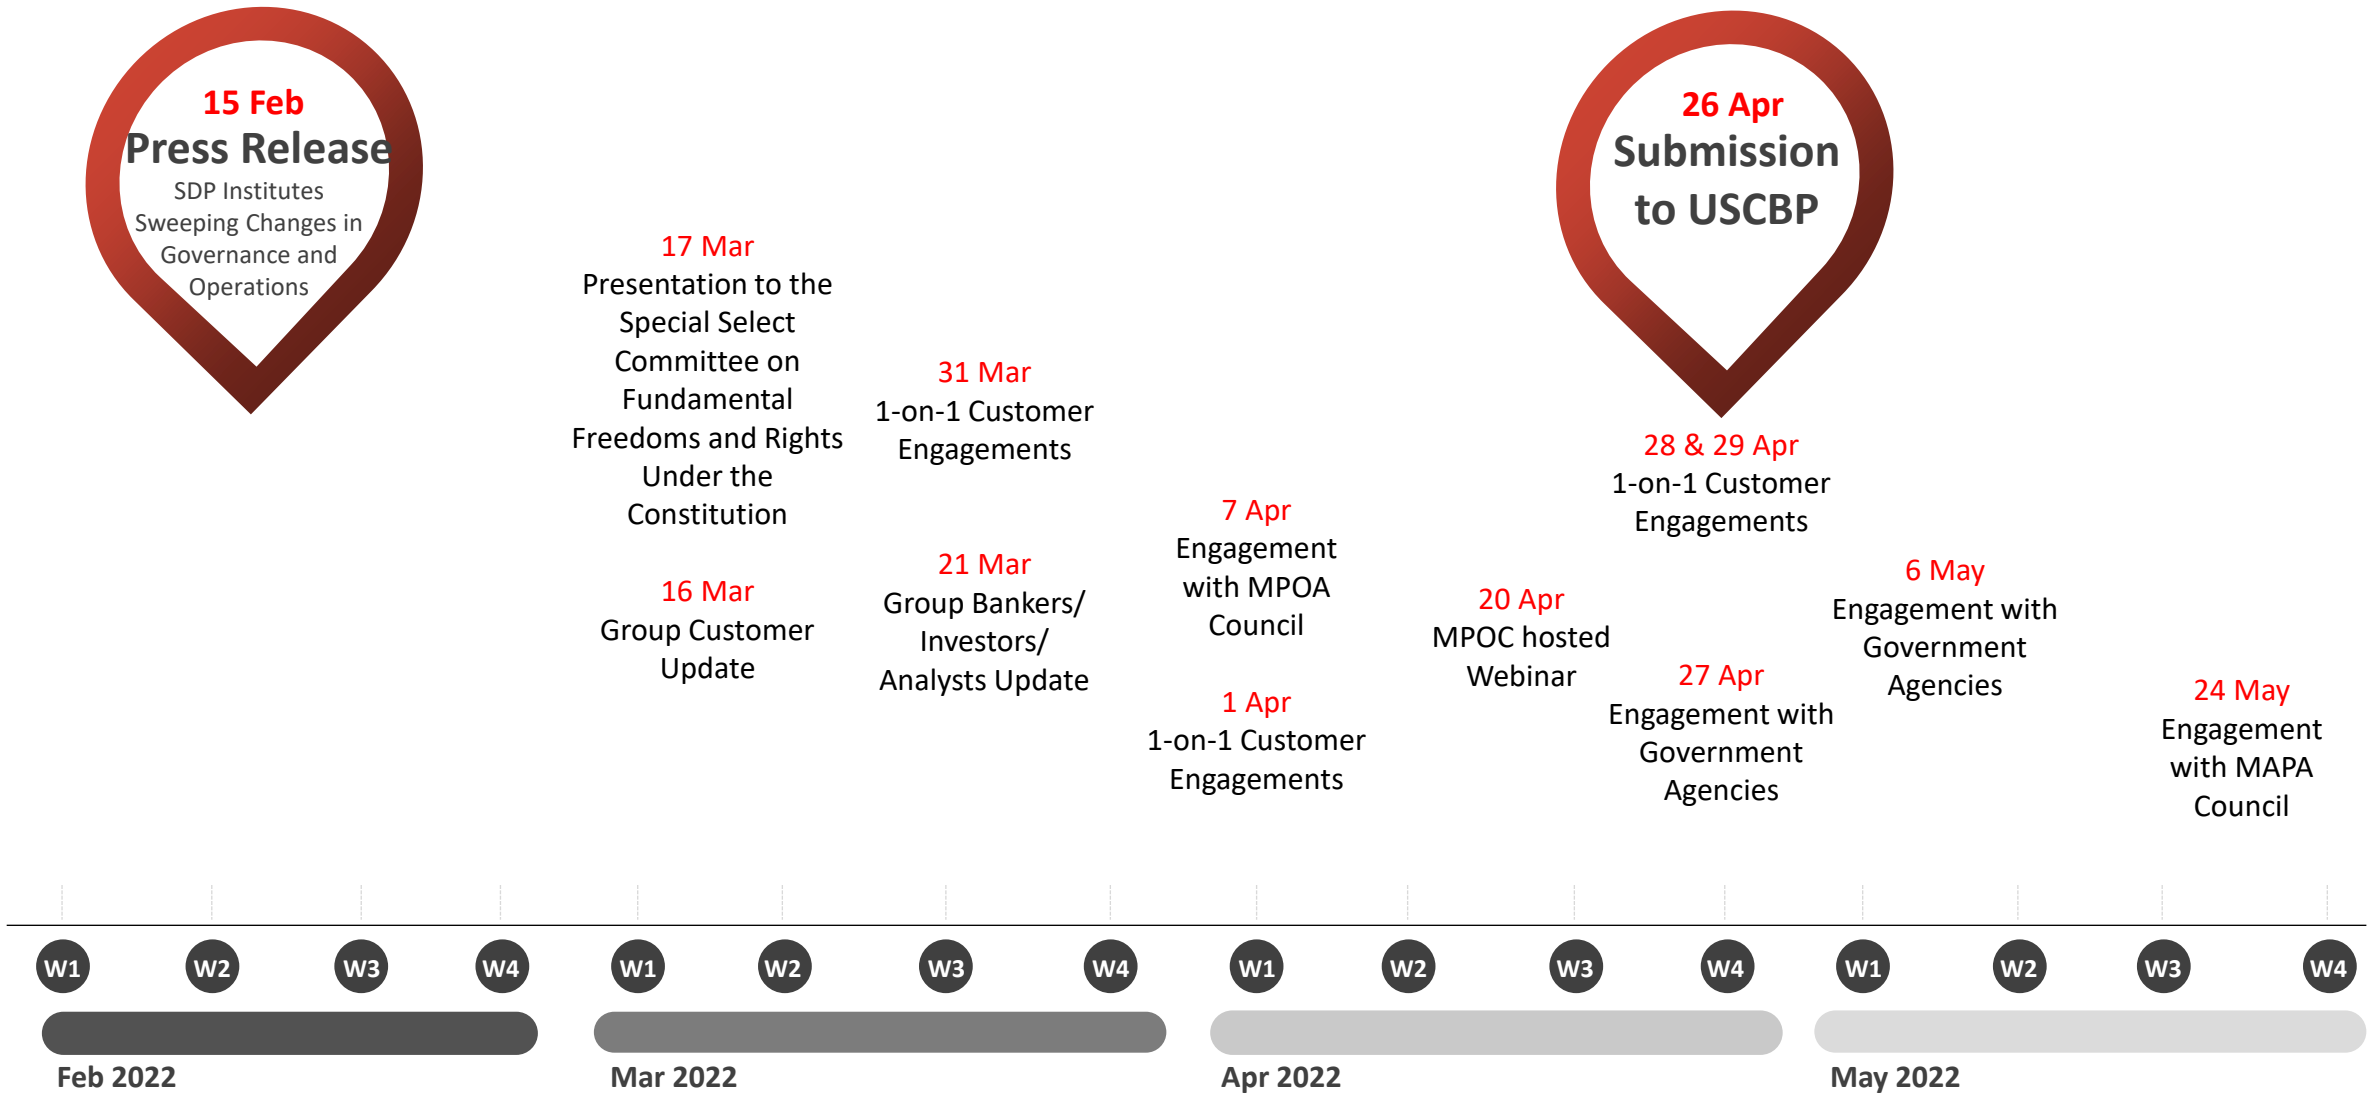 15 Feb
Press Release
SDP Institutes
Sweeping Changes in
Governance and
Operations
17 Mar
Presentation to the
Special Select
Committee on
Fundamental
Freedoms and Rights
Under the
Constitution
16 Mar
Group Customer
Update
31 Mar
1-on-1 Customer
Engagements
21 Mar
Group Bankers/
Investors/
Analysts Update
7 Apr
Engagement
with MPOA
Council
1 Apr
1-on-1 Customer
Engagements
20 Apr
MPOC hosted
Webinar
26 Apr
Submission
to USCBP
28 & 29 Apr
1-on-1 Customer
Engagements
27 Apr
Engagement with
Government
Agencies
6 May
Engagement with
Government
Agencies
24 May
Engagement
with MAPA
Council
W1 W2 W3 W4 W1 W2 W3 W4 W1 W2 W3 W4 W1 W2 W3 W4
Feb 2022 Mar 2022 Apr 2022 May 2022